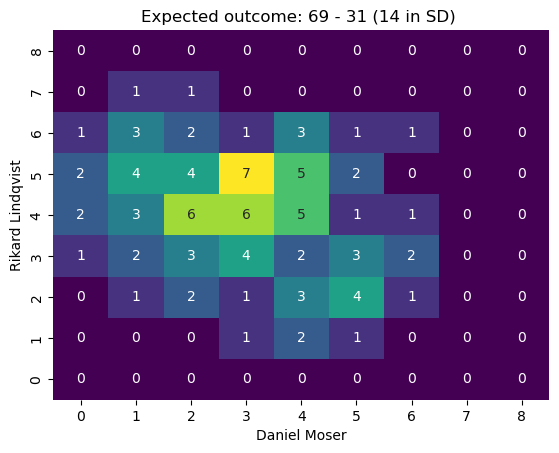 Expected outcome: 69 - 31 (14 in SD)
8 0 0 0 0 0 0 0 0 0
7 0 1 1 0 0 0 0 0 0
6 1 3 2 1 3 1 1 0 0
5 2 4 4 7 5 2 0 0 0
4 2 3 6 6 5 1 1 0 0
3 1 2 3 4 2 3 2 0 0
2 0 1 2 1 3 4 1 0 0
1 0 0 0 1 2 1 0 0 0
0 0 0 0 0 0 0 0 0 0
0 1 2 3 4 5 6 7 8
Rikard Lindqvist
Daniel Moser